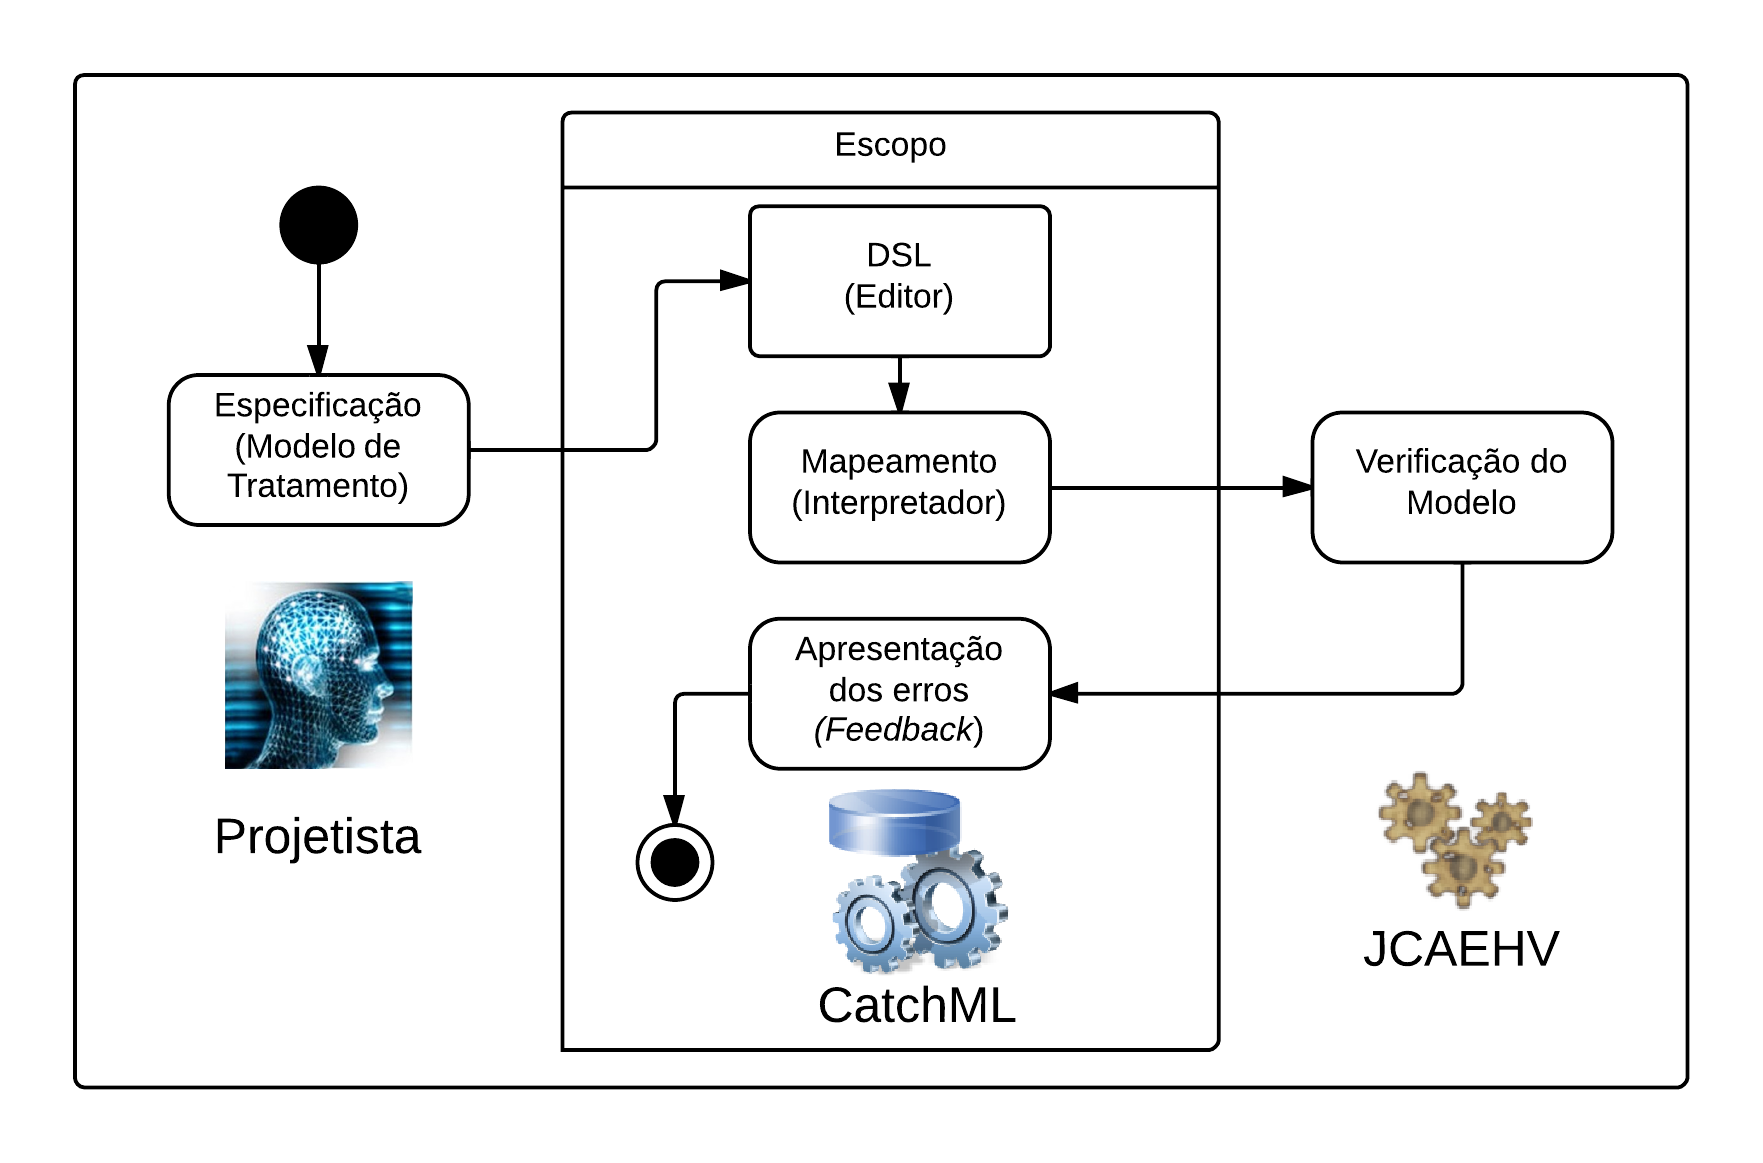 Escopo
DSL
(Editor)
Especificação
(Modelo de
Tratamento)
Mapeamento
(Interpretador)
Verificação do
Modelo
Apresentação
dos erros
(Feedback)
Projetista
JCAEHV
CatchML